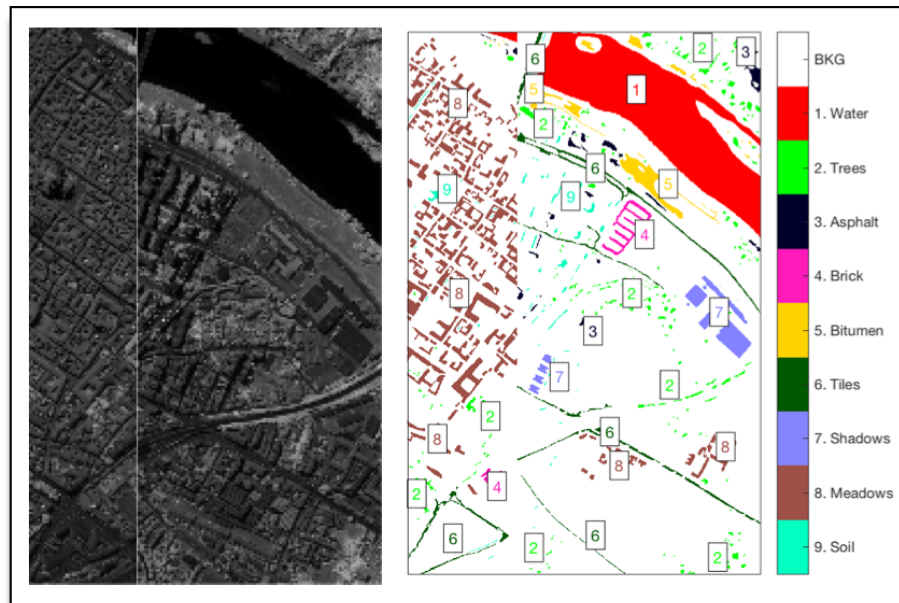 6
2
3
BKG
1
1. Water
5
8
2
2. Trees
6
9
9
5
3. Asphalt
4
4. Brick
8
2
7
5. Bitumen
3
6. Tiles
7
2
2
7. Shadows
8
6
8
8
4
8. Meadows
2
6
6
2
2
9. Soil